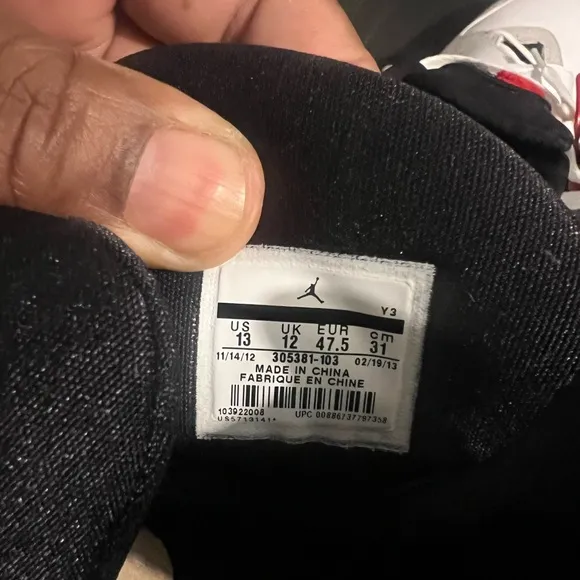 Y3
US UK EUR cm
13 12 47.5 31
11/14/12 305381-103 02/19/13
MADE IN CHINA
FABRIQUE EN CHINE
103922008 UPC 00886737797358
US5713141*